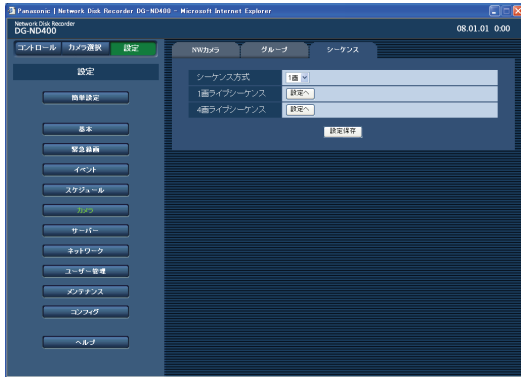 Panasonic | Network Disk Recorder DG-ND400 - Microsoft Internet Explorer
Network Disk Recorder
DG-ND400
08.01.01 0:00
コントロール カメラ選択 設定
NWカメラ グループ シーケンス
設定
簡単設定
基本
緊急録画
イベント
スケジュール
カメラ
サーバー
ネットワーク
ユーザー管理
メンテナンス
コンフィグ
ヘルプ
シーケンス方式 1画
1画ライブシーケンス 設定へ
4画ライブシーケンス 設定へ
設定保存